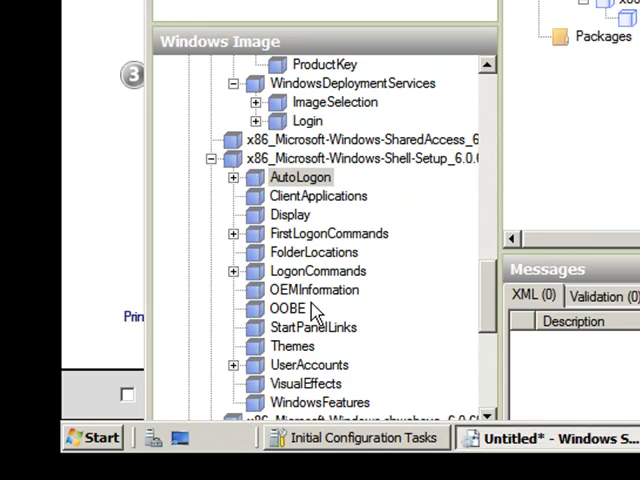 Packages
Windows Image
ProductKey
3
WindowsDeploymentServices
ImageSelection
Login
x86_Microsoft-Windows-SharedAccess_6
x86_Microsoft-Windows-Shell-Setup_6.0.6
AutoLogon
ClientApplications
Display
FirstLogonCommands
FolderLocations
LogonCommands
OEMInformation
OOBE
StartPanelLinks
Themes
UserAccounts
VisualEffects
WindowsFeatures
Prin
Messages
XML (0)
Validation (0)
Description
Start
Initial Configuration Tasks
Untitled* - Windows S...